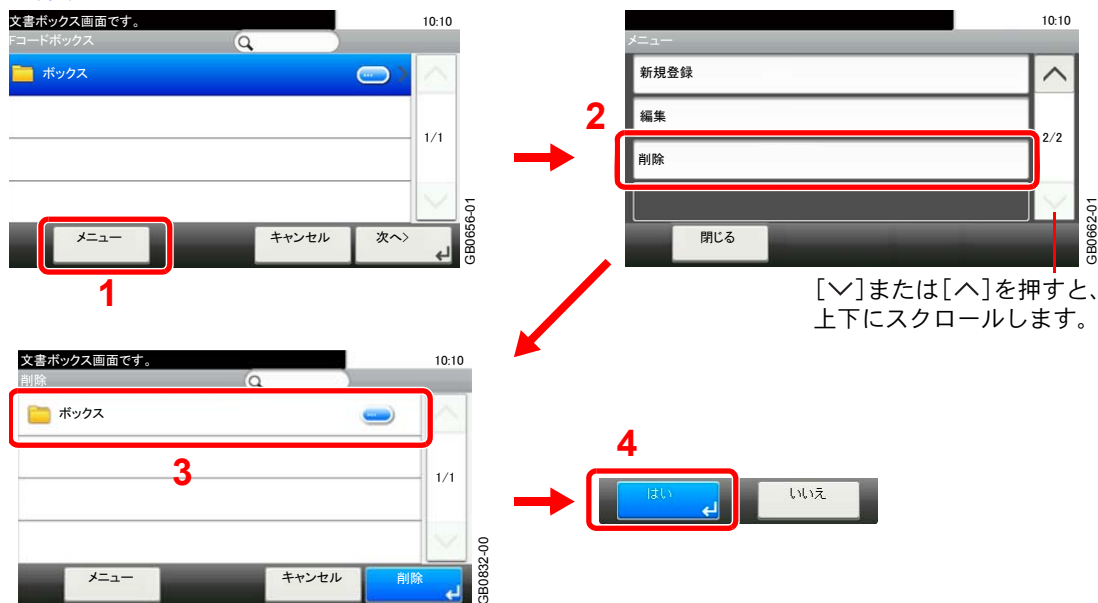 文書ボックス画面です。
10:10
Fコードボックス
ボックス
1/1
メニュー
キャンセル
次へ>
GB0656-01
1
10:10
メニュー
新規登録
編集
2/2
削除
閉じる
GB0662-01
2
[∨]または[∧]を押すと、
上下にスクロールします。
文書ボックス画面です。
10:10
削除
ボックス
1/1
3
メニュー
キャンセル
削除
GB0832-00
4
はい
いいえ